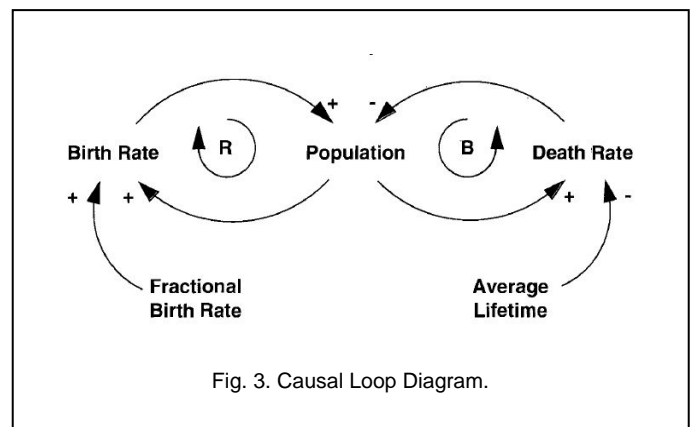 -
+ -
Birth Rate R Population B Death Rate
+ + + -
Fractional
Birth Rate
Average
Lifetime
Fig. 3. Causal Loop Diagram.